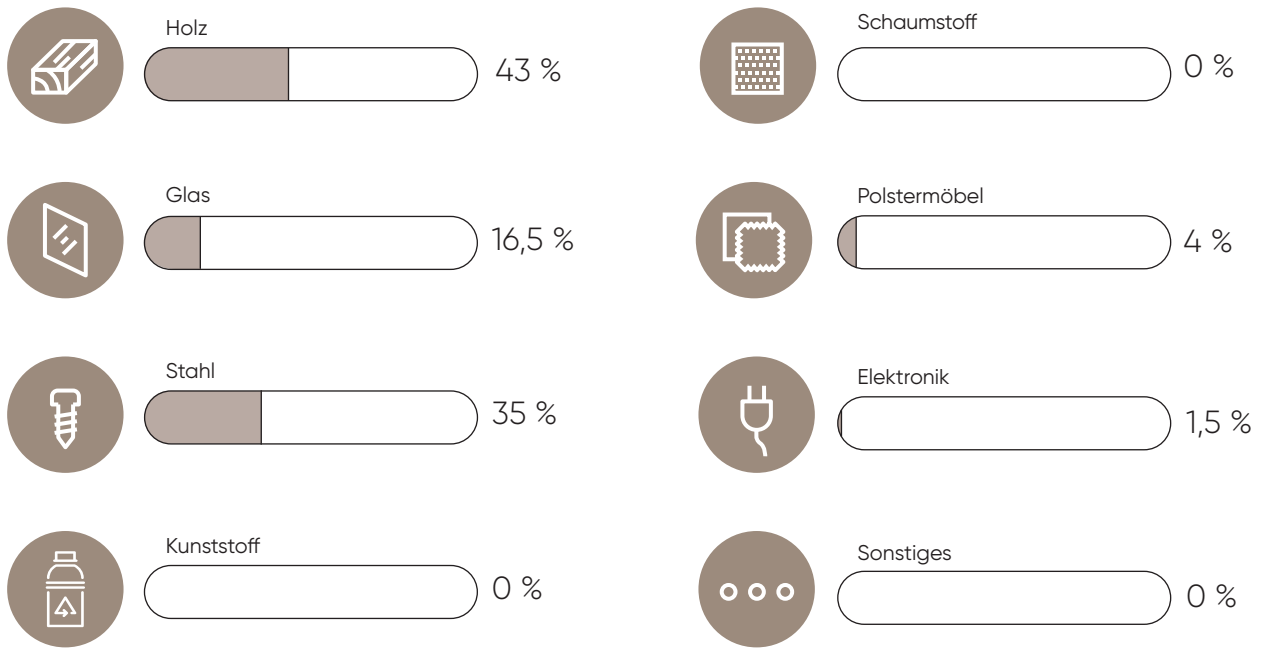 Holz
43 %
Glas
16,5 %
Stahl
35 %
Kunststoff
0 %
Schaumstoff
0 %
Polstermöbel
4 %
Elektronik
1,5 %
Sonstiges
0 %